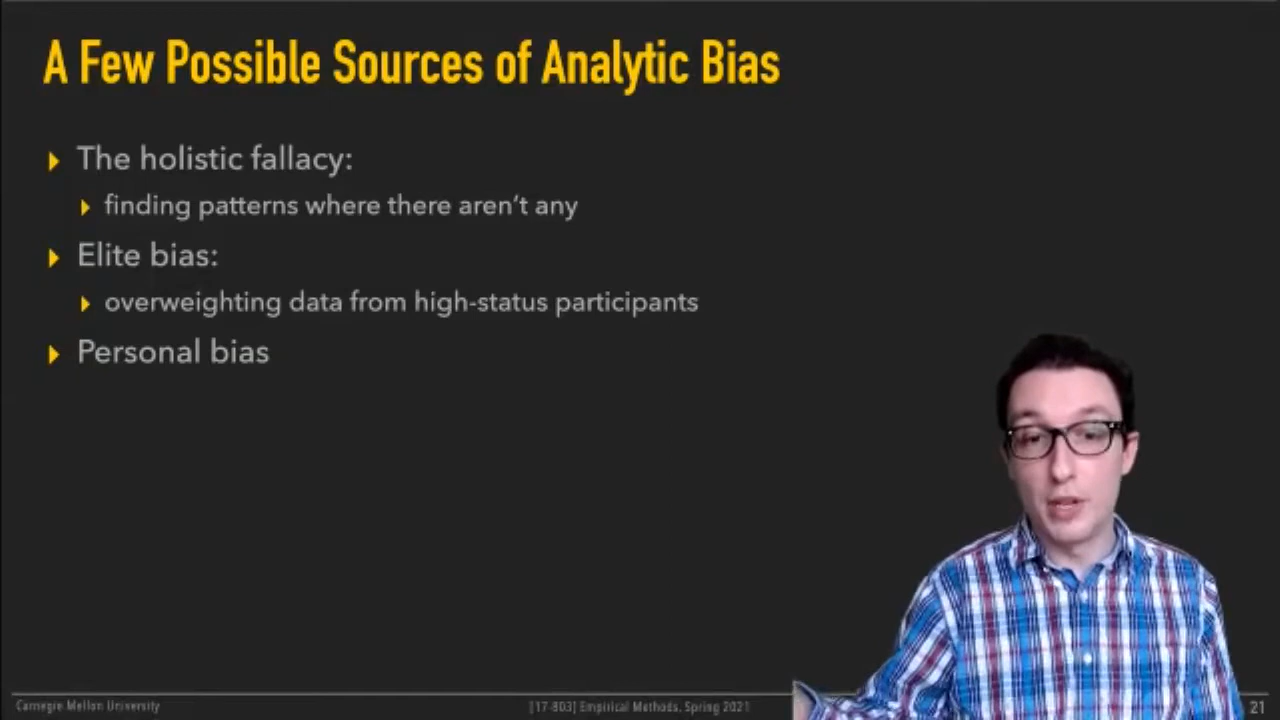 A Few Possible Sources of Analytic Bias
The holistic fallacy:
finding patterns where there aren't any
Elite bias:
overweighting data from high-status participants
Personal bias
Carnegie Mellon University
[17-803] Empirical Methods, Spring 2021
21